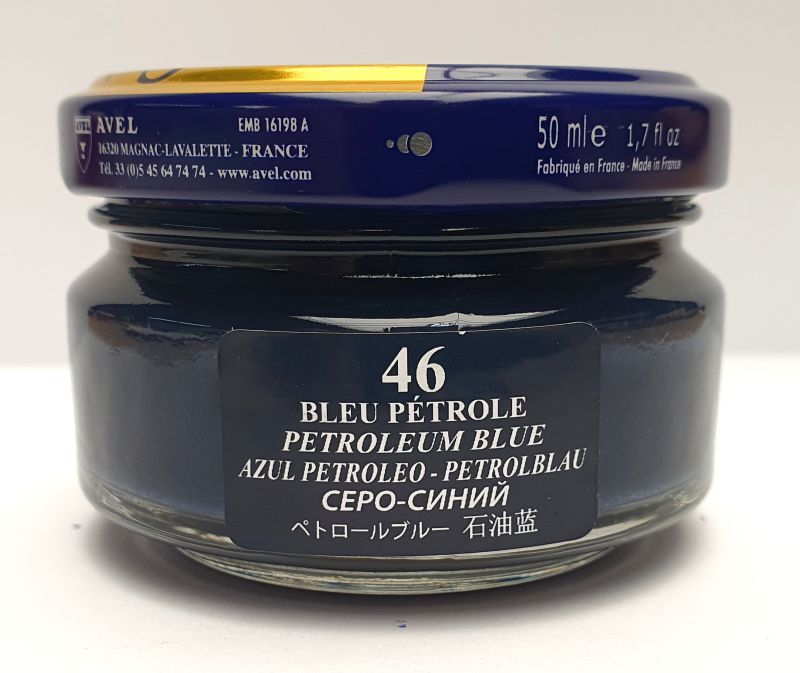 AVEL EMB 16198 A
16320 MAGNAC-LAVALETTE - FRANCE
Tél. 33 (0)5 45 64 74 74 - www.avel.com
50 ml e 1,7 fl oz
Fabriqué en France - Made in France
46
BLEU PÉTROLE
PETROLEUM BLUE
AZUL PETROLEO - PETROLBLAU
СЕРО-СИНИЙ
ペトロールブルー 石油蓝